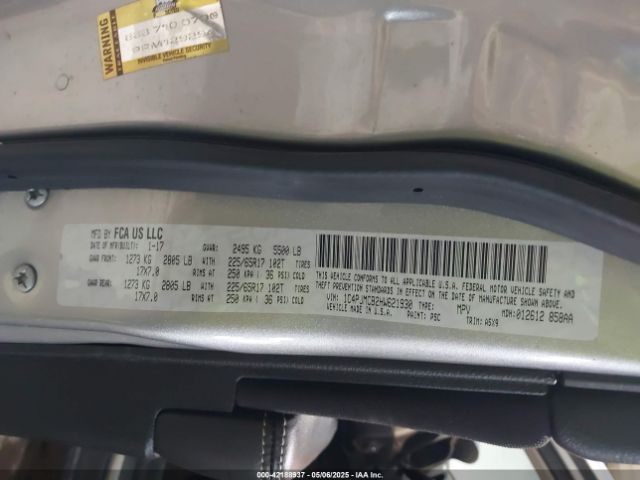 WARNING
INVISIBLE VEHICLE SECURITY
MFD BY FCA US LLC
DATE OF MFR(BUILT): 1-17 GVWR: 2495 KG 5500 LB
GAWR FRONT: 1273 KG 2805 LB WITH 225/65R17 102T TIRES
17X7.0 RIMS AT 250 KPA ( 36 PSI) COLD
GAWR REAR: 1273 KG 2805 LB WITH 225/65R17 102T TIRES
17X7.0 RIMS AT 250 KPA ( 36 PSI) COLD
THIS VEHICLE CONFORMS TO ALL APPLICABLE U.S.A. FEDERAL MOTOR VEHICLE SAFETY AND
THEFT PREVENTION STANDARDS IN EFFECT ON THE DATE OF MANUFACTURE SHOWN ABOVE.
VIN: 1C4PJMCB2HW621930 TYPE: MPV MDH: 012612 858AA
VEHICLE MADE IN U.S.A. PAINT: PSC TRIM: A5X9
000-42188937 - 05/06/2025 - IAA Inc.